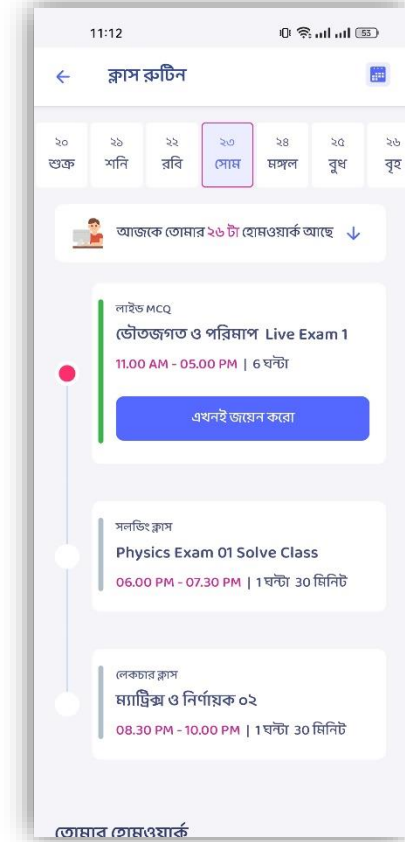 11:12 53
ক্লাস রুটিন
২০ ২১ ২২ ২৩ ২৪ ২৫ ২৬
শুক্র শনি রবি সোম মঙ্গল বুধ বৃহ
আজকে তোমার ২৬ টা হোমওয়ার্ক আছে
লাইভ MCQ
ভৌতজগত ও পরিমাপ Live Exam 1
11.00 AM - 05.00 PM | 6 ঘন্টা
এখনই জয়েন করো
সলভিং ক্লাস
Physics Exam 01 Solve Class
06.00 PM - 07.30 PM | 1 ঘন্টা 30 মিনিট
লেকচার ক্লাস
ম্যাট্রিক্স ও নির্ণায়ক ০২
08.30 PM - 10.00 PM | 1 ঘন্টা 30 মিনিট
তোমার হোমওয়ার্ক